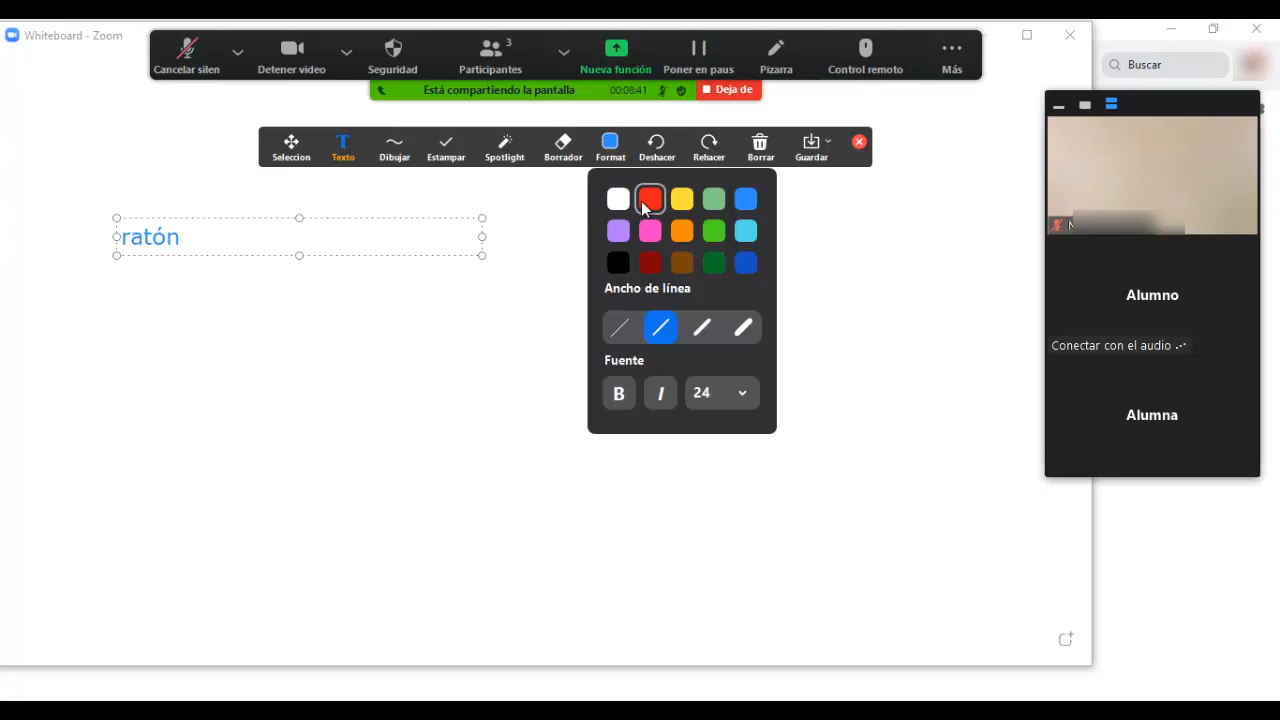 Whiteboard - Zoom
3
Cancelar silen Detener video Seguridad Participantes Nueva función Poner en paus Pizarra Control remoto Más
Buscar
Está compartiendo la pantalla 00:08:41 Deja de
Seleccion Texto Dibujar Estampar Spotlight Borrador Format Deshacer Rehacer Borrar Guardar
ratón
Ancho de línea
Fuente
B I 24
Alumno
Conectar con el audio
Alumna